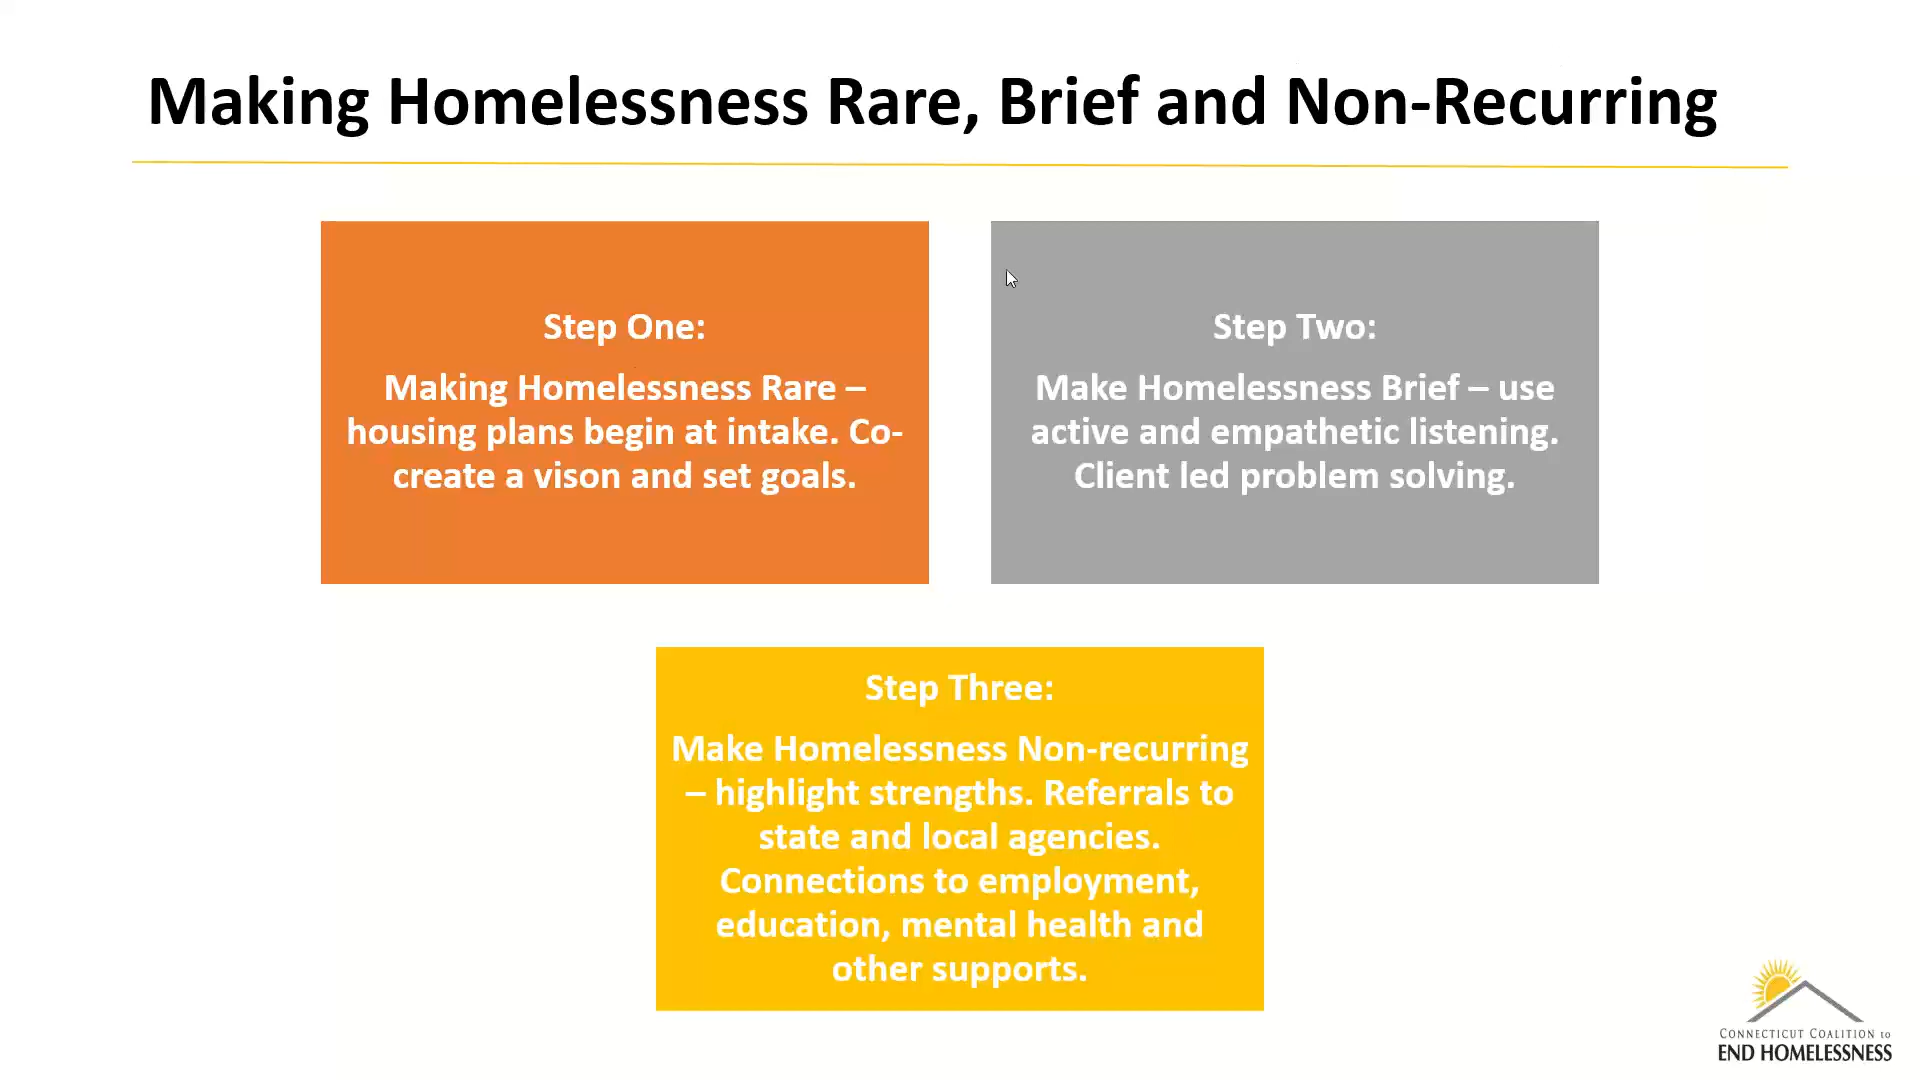 Making Homelessness Rare, Brief and Non-Recurring
Step One:
Making Homelessness Rare –
housing plans begin at intake. Co-
create a vison and set goals.
Step Two:
Make Homelessness Brief – use
active and empathetic listening.
Client led problem solving.
Step Three:
Make Homelessness Non-recurring
– highlight strengths. Referrals to
state and local agencies.
Connections to employment,
education, mental health and
other supports.
CONNECTICUT COALITION to
END HOMELESSNESS